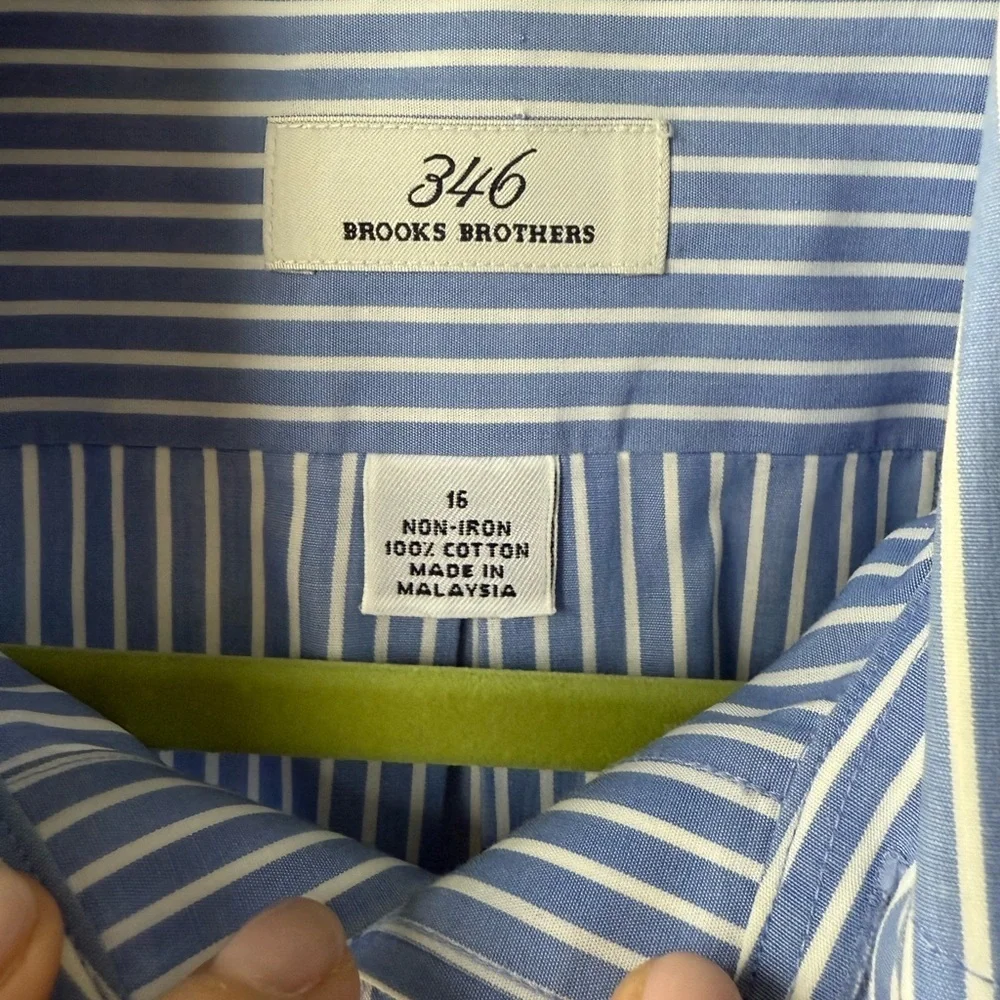 346
BROOKS BROTHERS
16
NON-IRON
100% COTTON
MADE IN
MALAYSIA